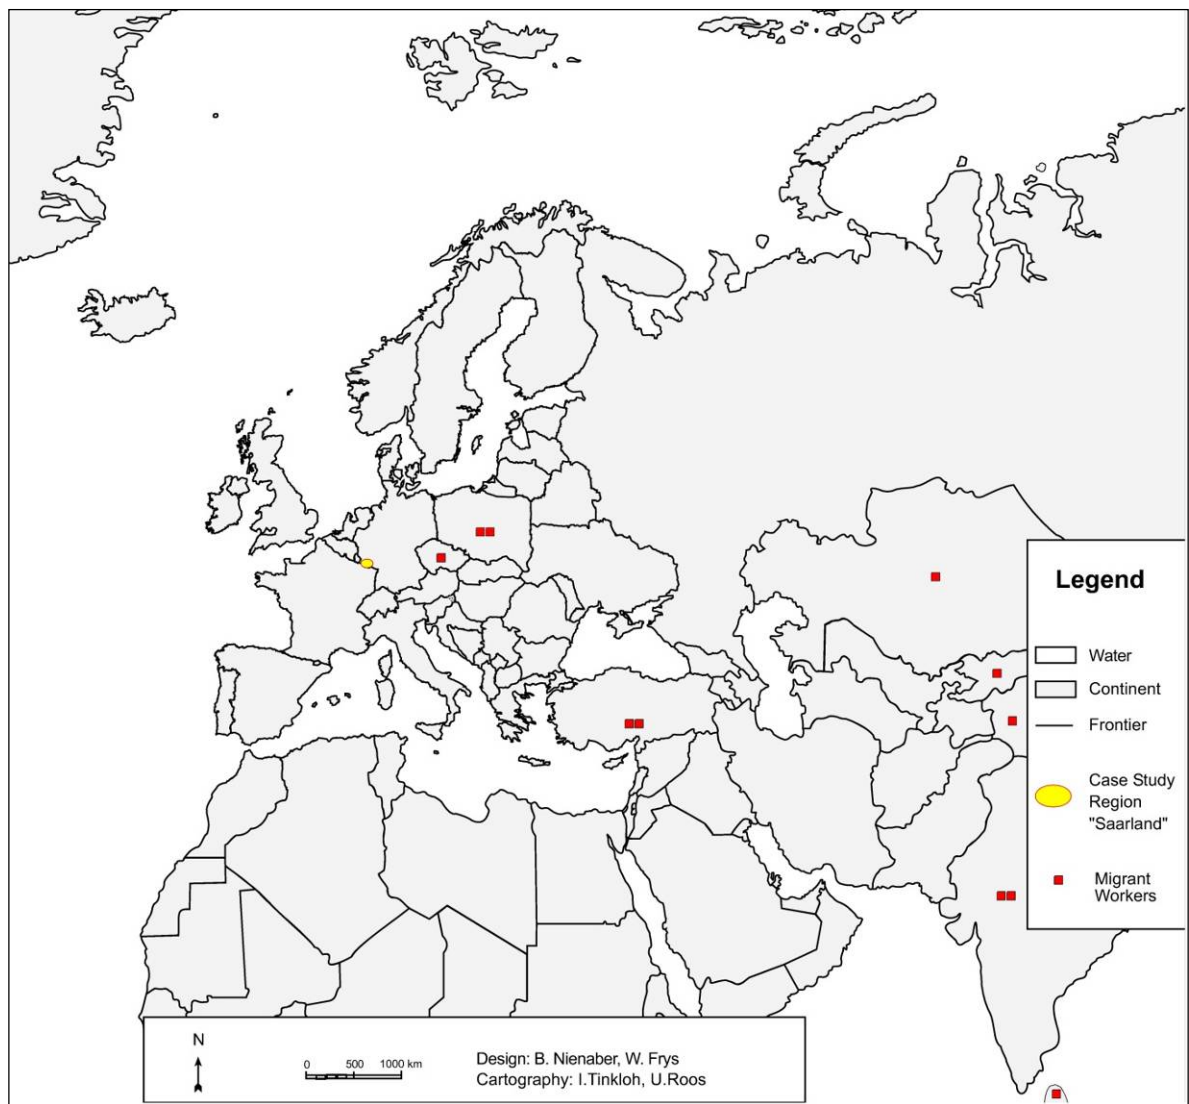 Legend
Water
Continent
Frontier
Case Study
Region
"Saarland"
Migrant
Workers
N
0 500 1000 km
Design: B. Nienaber, W. Frys
Cartography: I.Tinkloh, U.Roos